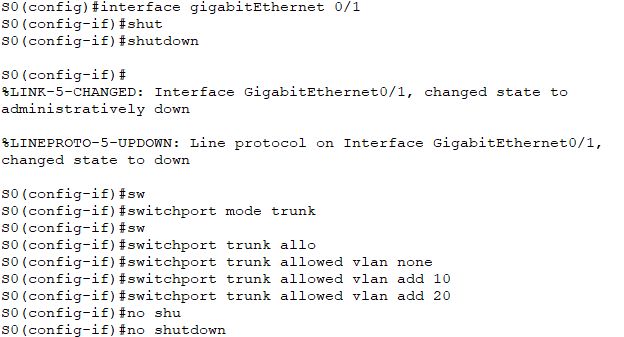 S0(config)#interface gigabitEthernet 0/1
S0(config-if)#shut
S0(config-if)#shutdown
S0(config-if)#
%LINK-5-CHANGED: Interface GigabitEthernet0/1, changed state to
administratively down
%LINEPROTO-5-UPDOWN: Line protocol on Interface GigabitEthernet0/1,
changed state to down
S0(config-if)#sw
S0(config-if)#switchport mode trunk
S0(config-if)#sw
S0(config-if)#switchport trunk allo
S0(config-if)#switchport trunk allowed vlan none
S0(config-if)#switchport trunk allowed vlan add 10
S0(config-if)#switchport trunk allowed vlan add 20
S0(config-if)#no shu
S0(config-if)#no shutdown